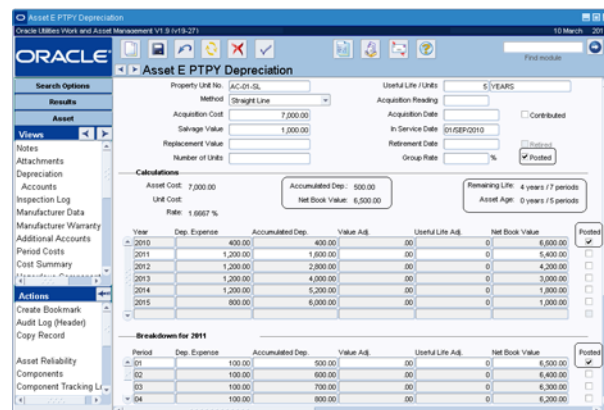 Asset E PTPY Depreciation
Oracle Utilities Work and Asset Management V1.9 (v19-27) 10 March 201
ORACLE
Find module
Asset E PTPY Depreciation
Search Options
Results
Asset
Views
Notes
Attachments
Depreciation
Accounts
Inspection Log
Manufacturer Data
Manufacturer Warranty
Additional Accounts
Period Costs
Cost Summary
Actions
Create Bookmark
Audit Log (Header)
Copy Record
Asset Reliability
Components
Component Tracking L
Property Unit No. AC-01-SL Useful Life / Units 5 YEARS
Method Straight Line Acquisition Reading
Acquisition Cost 7,000.00 Acquisition Date Contributed
Salvage Value 1,000.00 In Service Date 01/SEP/2010
Replacement Value Retirement Date Retired
Number of Units Group Rate % Posted
Calculations
Asset Cost: 7,000.00 Accumulated Dep.: 500.00 Remaining Life: 4 years / 7 periods
Unit Cost: Net Book Value: 6,500.00 Asset Age: 0 years / 5 periods
Rate: 1.6667 %
Year Dep. Expense Accumulated Dep. Value Adj. Useful Life Adj. Net Book Value Posted
2010 400.00 400.00 .00 0 6,600.00
2011 1,200.00 1,600.00 .00 0 5,400.00
2012 1,200.00 2,800.00 .00 0 4,200.00
2013 1,200.00 4,000.00 .00 0 3,000.00
2014 1,200.00 5,200.00 .00 0 1,800.00
2015 800.00 6,000.00 .00 0 1,000.00
Breakdown for 2011
Period Dep. Expense Accumulated Dep. Value Adj. Useful Life Adj. Net Book Value Posted
01 100.00 500.00 .00 0 6,500.00
02 100.00 600.00 .00 0 6,400.00
03 100.00 700.00 .00 0 6,300.00
04 100.00 800.00 .00 0 6,200.00